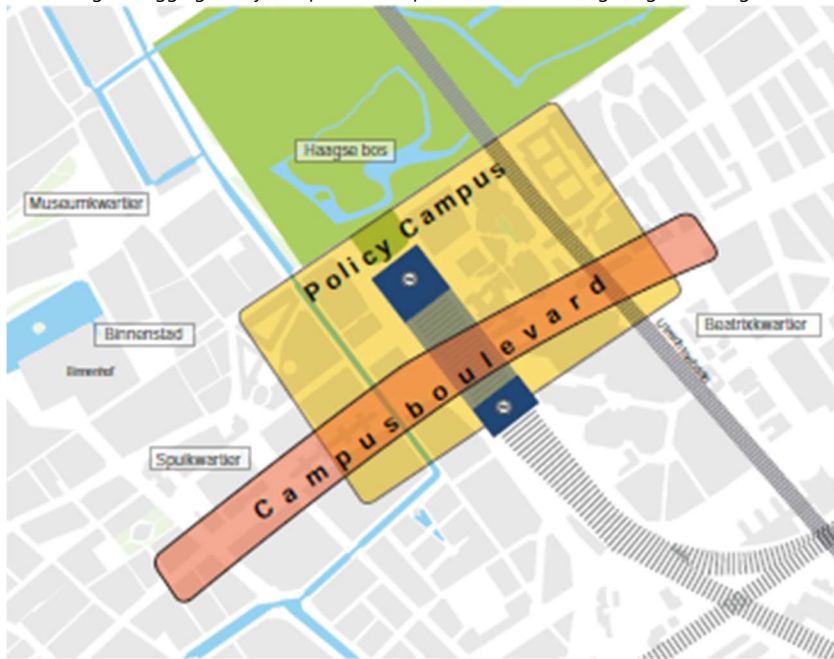 Haagse bos
Museumkwartier
Policy Campus
Binnenstad
Binnenhof
Beatrixkwartier
Campusboulevard
Spuikwartier